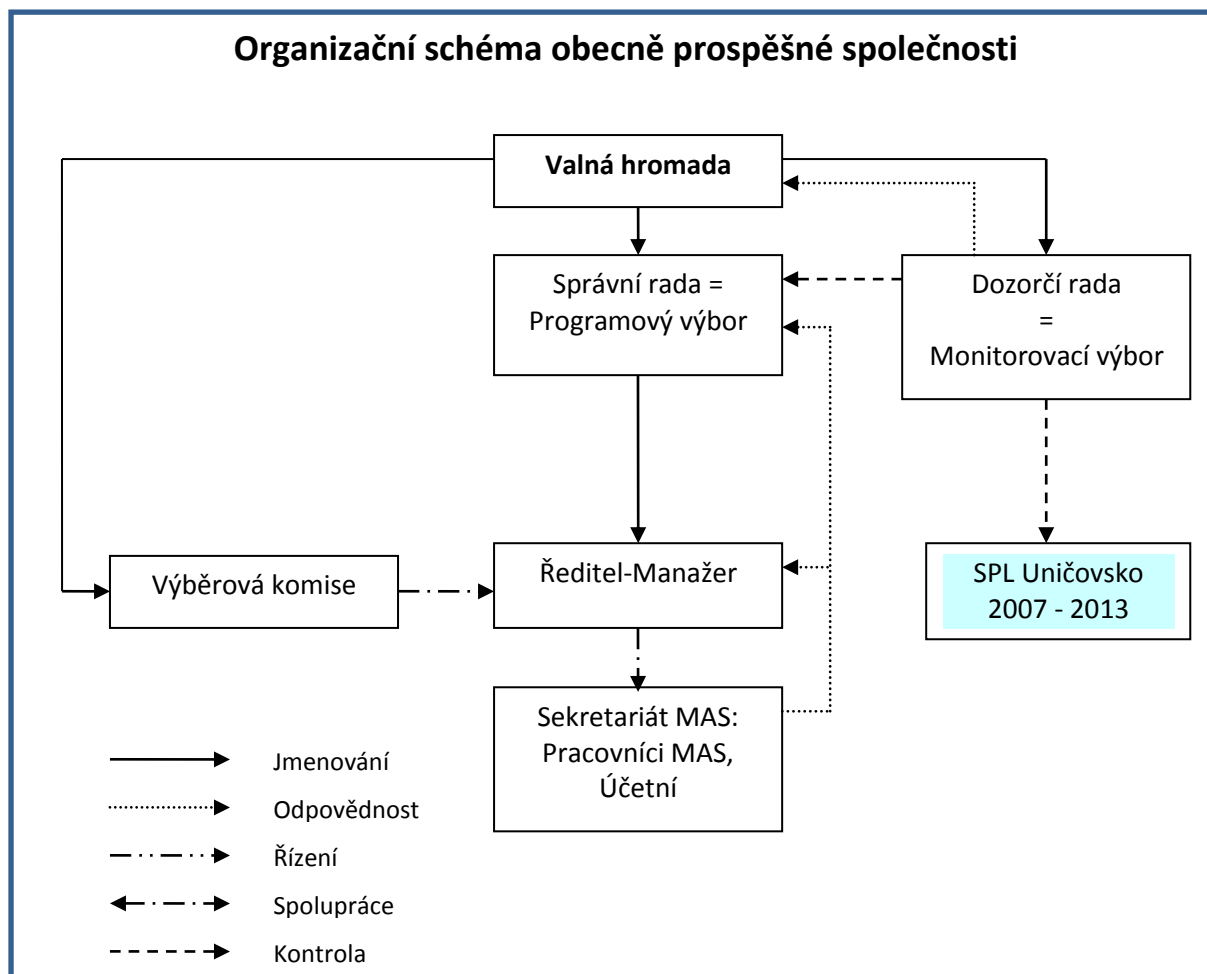 Organizační schéma obecně prospěšné společnosti
Valná hromada
Správní rada =
Programový výbor
Dozorčí rada
=
Monitorovací výbor
Výběrová komise
Ředitel-Manažer
SPL Uničovsko
2007 - 2013
Sekretariát MAS:
Pracovníci MAS,
Účetní
Jmenování
Odpovědnost
Řízení
Spolupráce
Kontrola